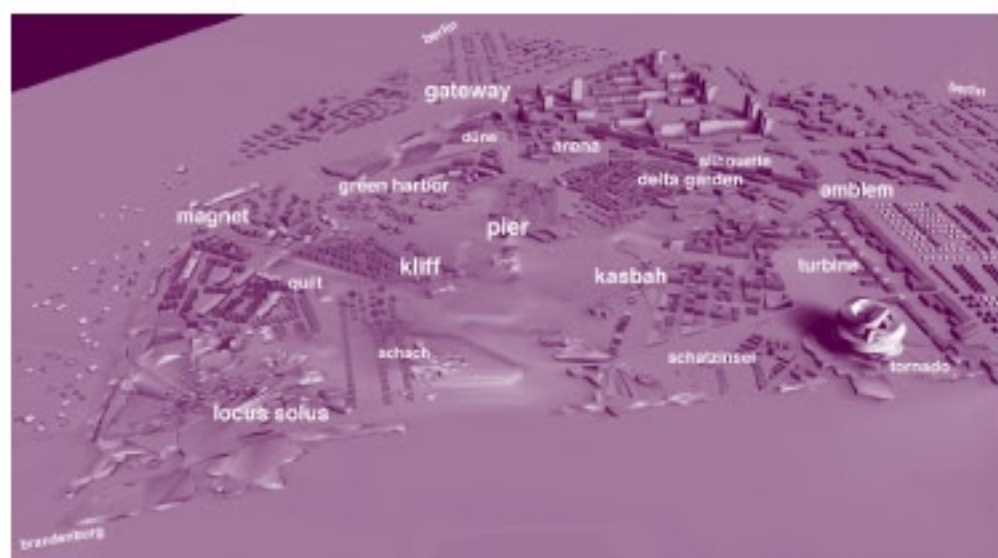 berlin
gateway
berlin
düne
arena
silhouette
green harbor
delta garden
emblem
magnet
pier
kliff
kasbah
turbine
quilt
schach
schatzinsel
tornado
locus solus
brandenburg